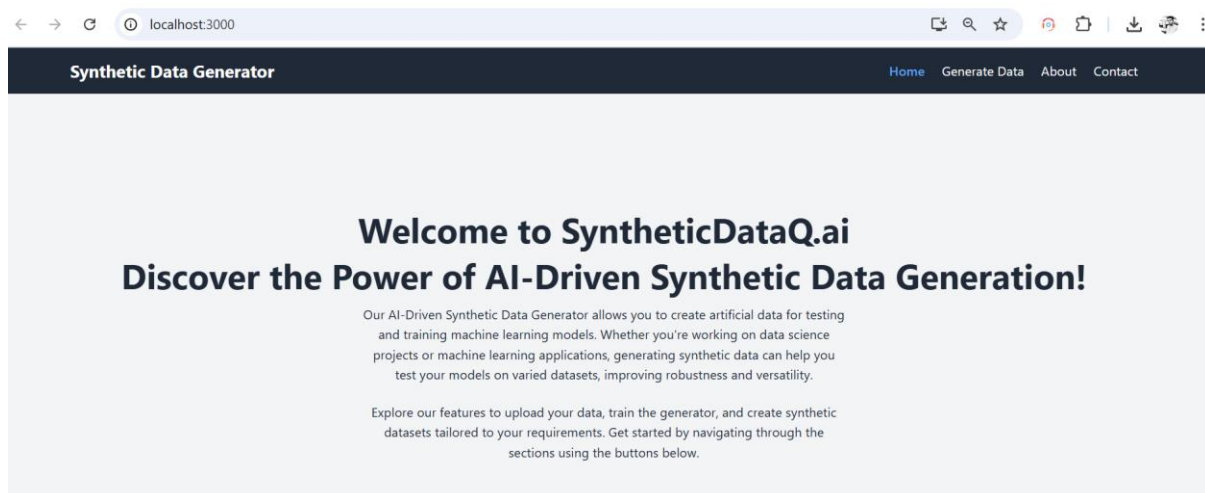 localhost:3000
Synthetic Data Generator
Home Generate Data About Contact
Welcome to SyntheticDataQ.ai
Discover the Power of AI-Driven Synthetic Data Generation!
Our AI-Driven Synthetic Data Generator allows you to create artificial data for testing
and training machine learning models. Whether you're working on data science
projects or machine learning applications, generating synthetic data can help you
test your models on varied datasets, improving robustness and versatility.
Explore our features to upload your data, train the generator, and create synthetic
datasets tailored to your requirements. Get started by navigating through the
sections using the buttons below.